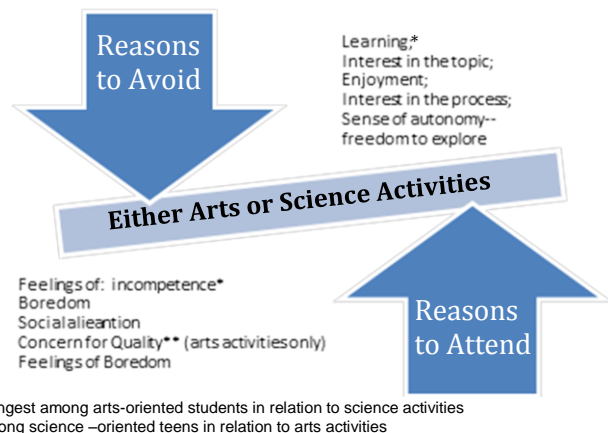 Reasons
to Avoid
Learning;*
Interest in the topic;
Enjoyment;
Interest in the process;
Sense of autonomy--
freedom to explore
Either Arts or Science Activities
Feelings of: incompetence*
Boredom
Socialalieantion
Concern for Quality** (arts activities only)
Feelings of Boredom
Reasons
to Attend
ngest among arts-oriented students in relation to science activities
ong science –oriented teens in relation to arts activities